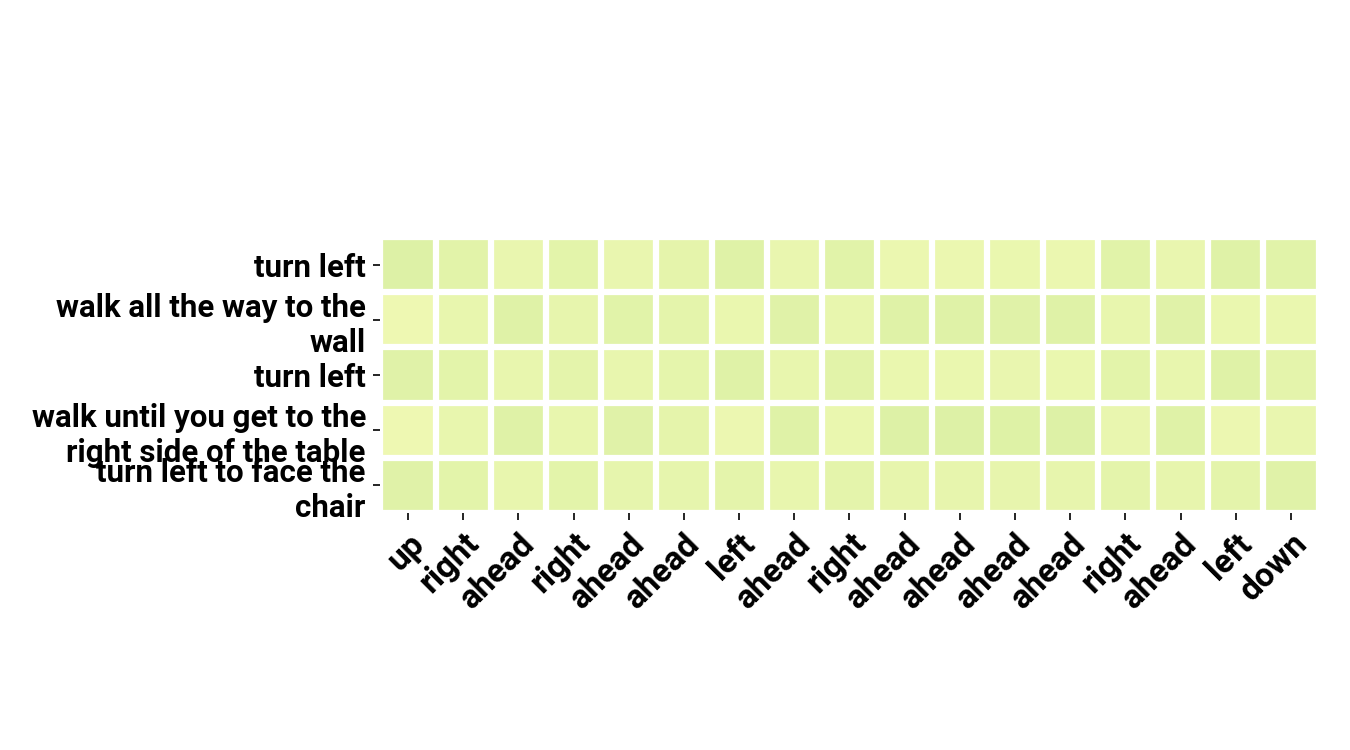 turn left
walk all the way to the
wall
turn left
walk until you get to the
right side of the table
turn left to face the
chair
up
right
ahead
right
ahead
ahead
left
ahead
right
ahead
ahead
ahead
ahead
right
ahead
left
down